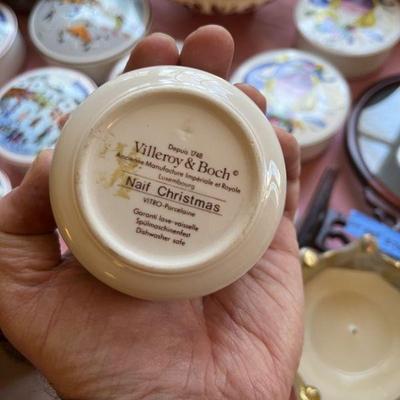 Depuis 1748
Villeroy & Boch ©
Ancienne Manufacture Impériale et Royale
Luxembourg
Naif Christmas
VITRO-Porcelaine
Garanti lave-vaisselle
Spülmaschinenfest
Dishwasher safe